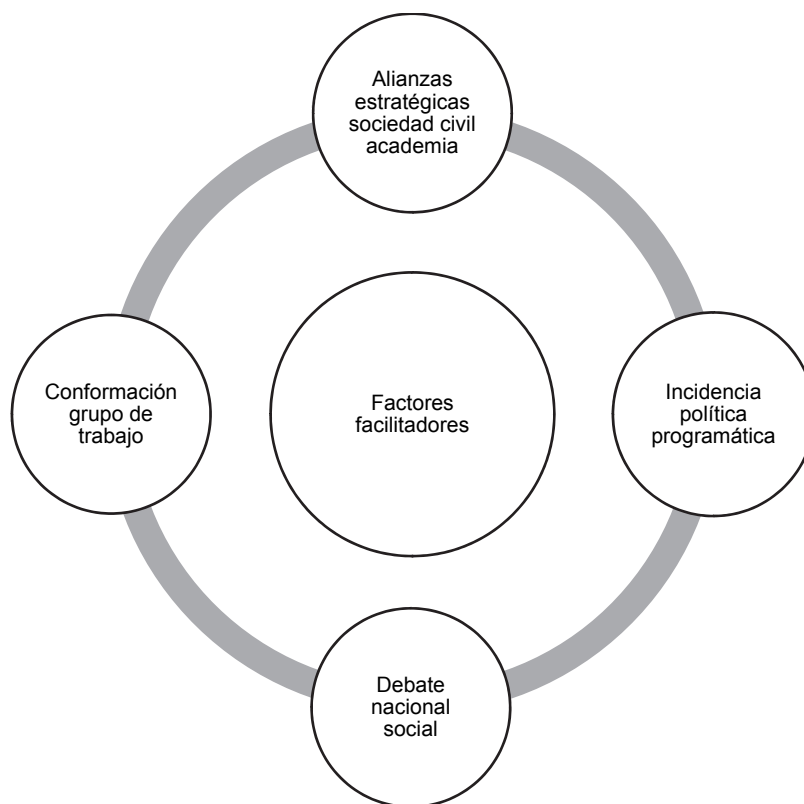 Alianzas
estratégicas
sociedad civil
academia
Conformación
grupo de
trabajo
Factores
facilitadores
Incidencia
política
programática
Debate
nacional
social